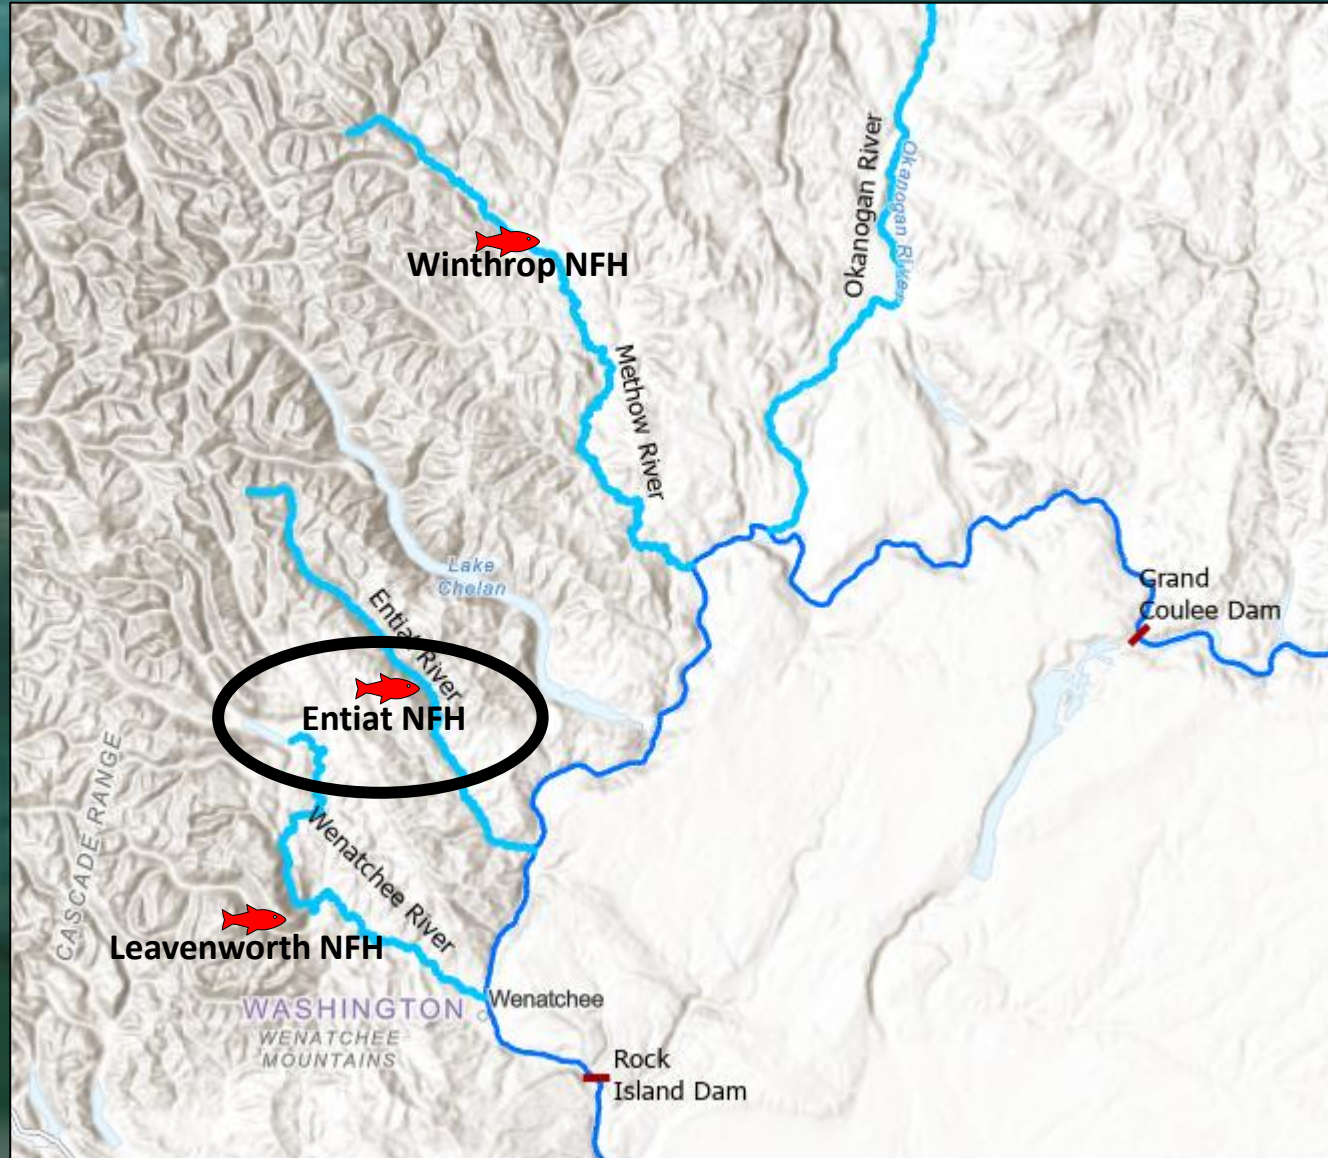 Okanogan River
Okanogan River
Winthrop NFH
Methow River
Lake
Chelan
Grand
Coulee Dam
Entiat River
Entiat NFH
CASCADE RANGE
Wenatchee River
Leavenworth NFH
WASHINGTON
Wenatchee
WENATCHEE
MOUNTAINS
Rock
Island Dam